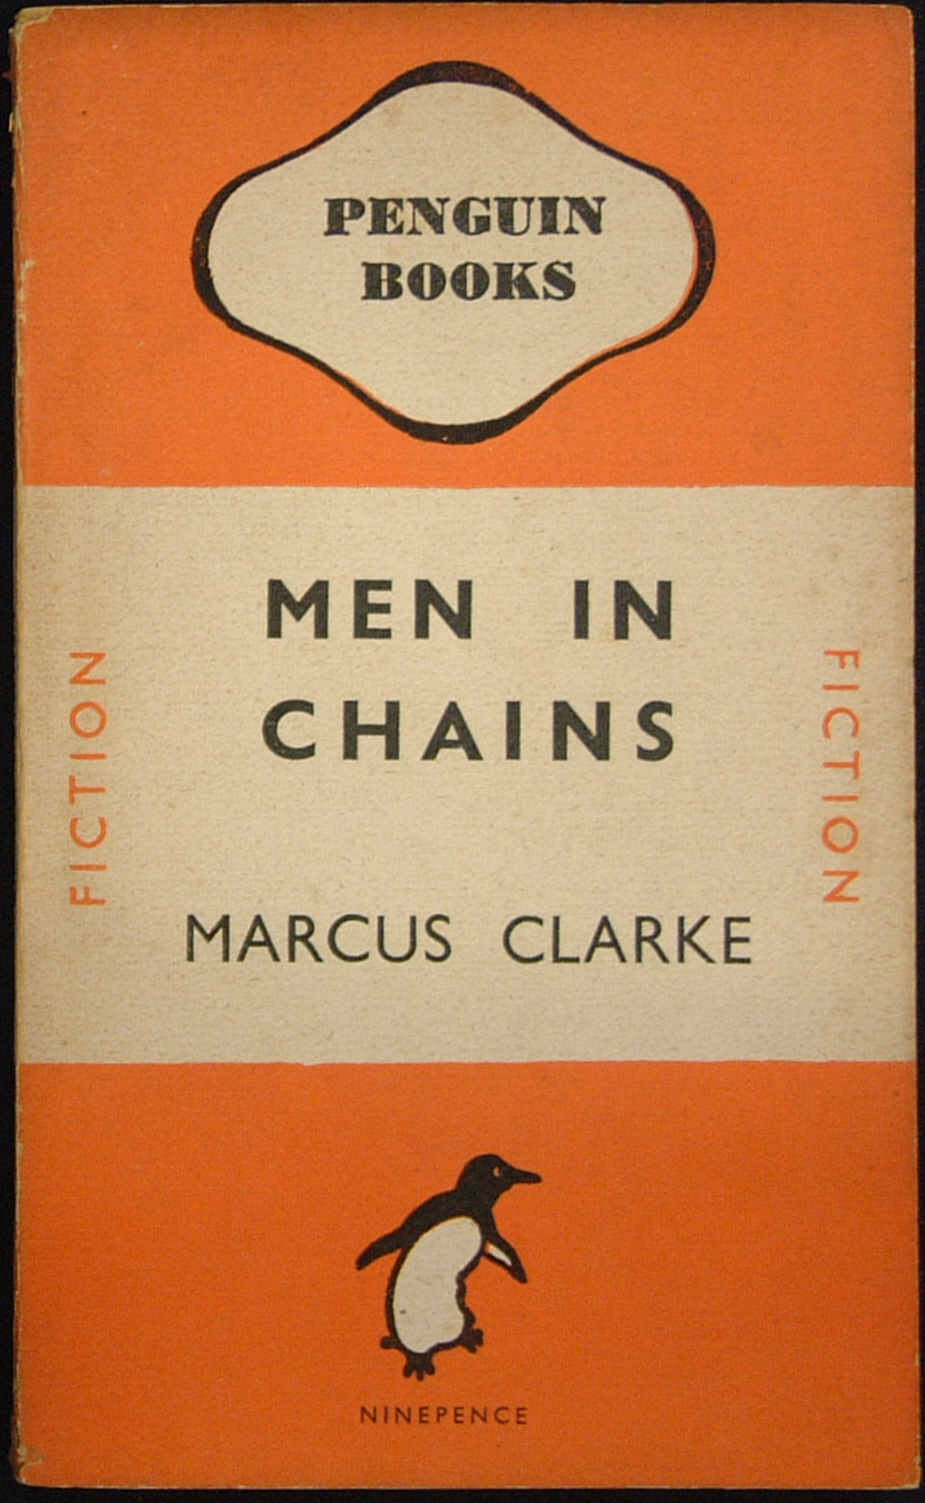 PENGUIN
BOOKS
MEN IN
CHAINS
FICTION
FICTION
MARCUS CLARKE
NINEPENCE